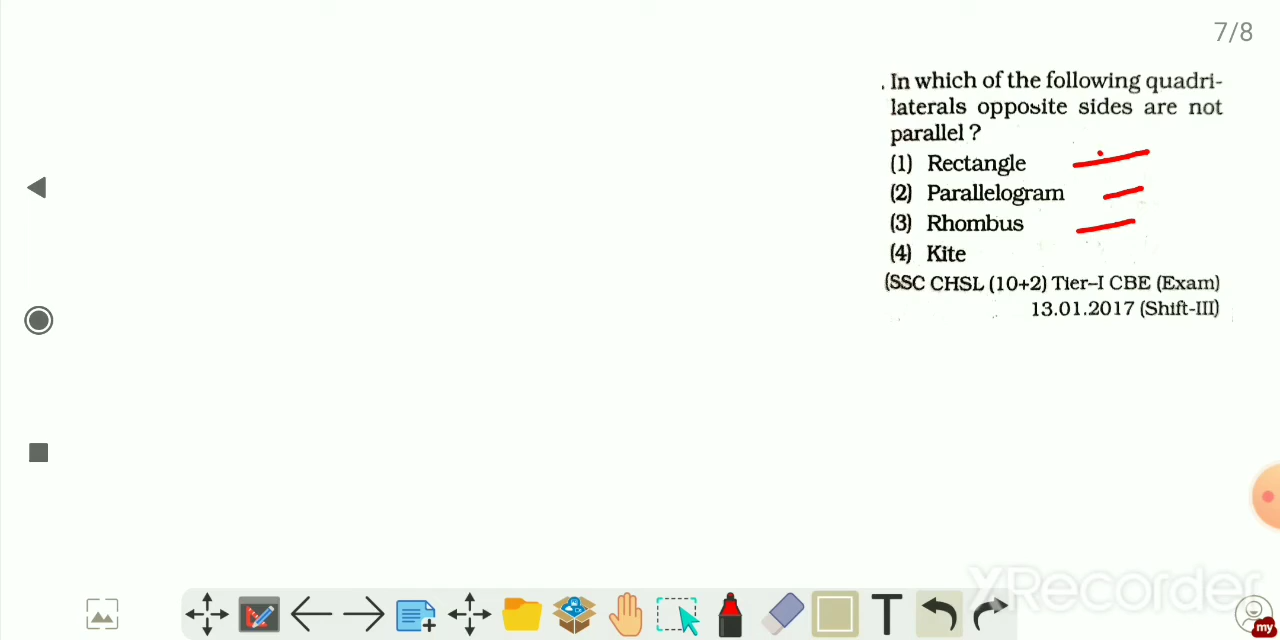 7/8
. In which of the following quadri-
laterals opposite sides are not
parallel ?
(1) Rectangle
(2) Parallelogram
(3) Rhombus
(4) Kite
(SSC CHSL (10+2) Tier-I CBE (Exam)
13.01.2017 (Shift-III)
XRecorder
my